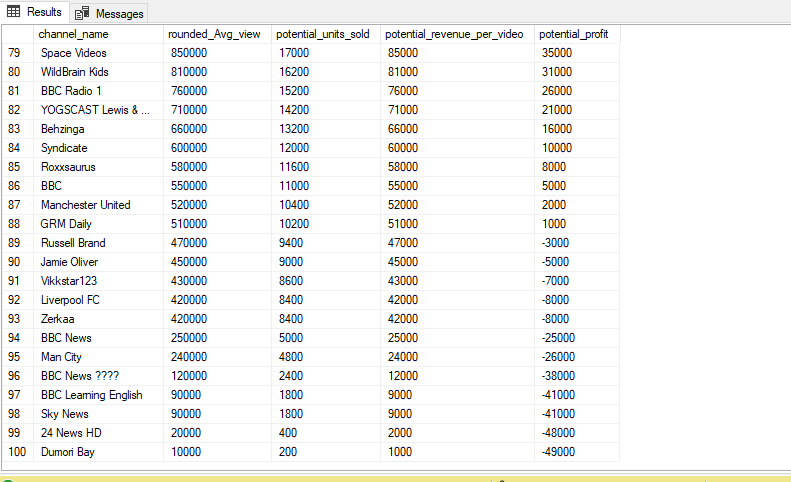 Results Messages
channel_name rounded_Avg_view potential_units_sold potential_revenue_per_video potential_profit
79 Space Videos 850000 17000 85000 35000
80 WildBrain Kids 810000 16200 81000 31000
81 BBC Radio 1 760000 15200 76000 26000
82 YOGSCAST Lewis & ... 710000 14200 71000 21000
83 Behzinga 660000 13200 66000 16000
84 Syndicate 600000 12000 60000 10000
85 Roxxsaurus 580000 11600 58000 8000
86 BBC 550000 11000 55000 5000
87 Manchester United 520000 10400 52000 2000
88 GRM Daily 510000 10200 51000 1000
89 Russell Brand 470000 9400 47000 -3000
90 Jamie Oliver 450000 9000 45000 -5000
91 Vikkstar123 430000 8600 43000 -7000
92 Liverpool FC 420000 8400 42000 -8000
93 Zerkaa 420000 8400 42000 -8000
94 BBC News 250000 5000 25000 -25000
95 Man City 240000 4800 24000 -26000
96 BBC News ???? 120000 2400 12000 -38000
97 BBC Learning English 90000 1800 9000 -41000
98 Sky News 90000 1800 9000 -41000
99 24 News HD 20000 400 2000 -48000
100 Dumori Bay 10000 200 1000 -49000